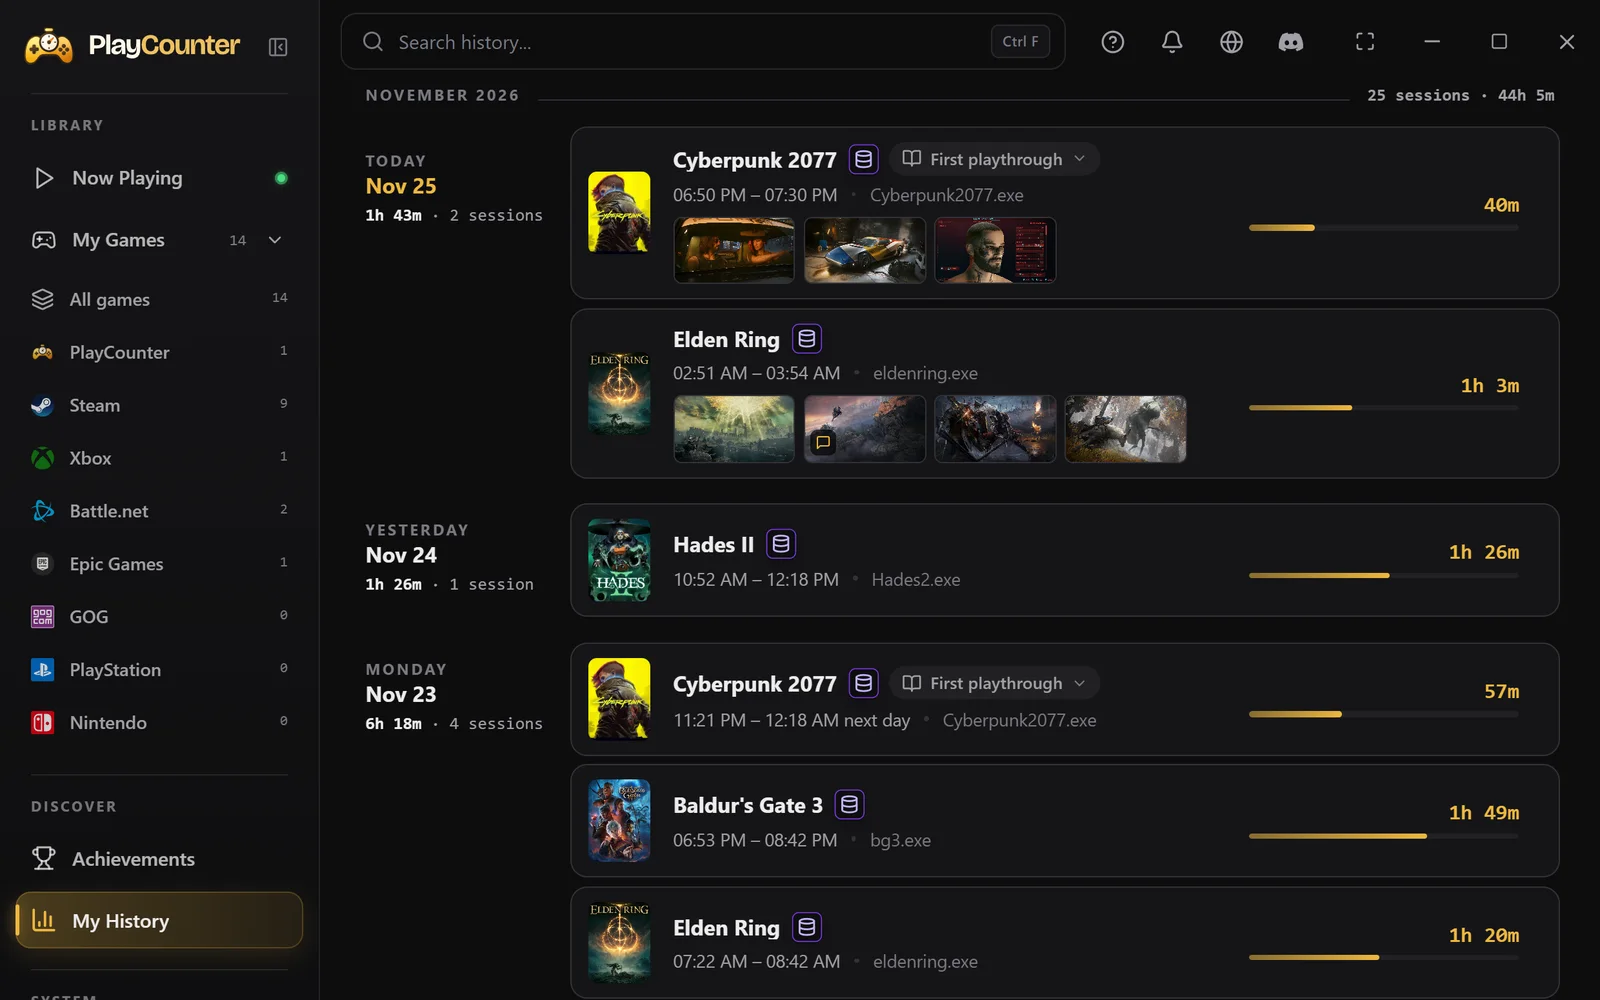 PlayCounter
Search history...
Ctrl F
LIBRARY
Now Playing
My Games 14
All games 14
PlayCounter 1
Steam 9
Xbox 1
Battle.net 2
Epic Games 1
GOG 0
PlayStation 0
Nintendo 0
DISCOVER
Achievements
My History
SYSTEM
NOVEMBER 2026
25 sessions · 44h 5m
TODAY
Nov 25
1h 43m · 2 sessions
Cyberpunk 2077
First playthrough
06:50 PM – 07:30 PM • Cyberpunk2077.exe
40m
ELDEN RING
Elden Ring
02:51 AM – 03:54 AM • eldenring.exe
1h 3m
YESTERDAY
Nov 24
1h 26m · 1 session
HADES
II
Hades II
10:52 AM – 12:18 PM • Hades2.exe
1h 26m
MONDAY
Nov 23
6h 18m · 4 sessions
Cyberpunk 2077
First playthrough
11:21 PM – 12:18 AM next day • Cyberpunk2077.exe
57m
Baldur's Gate 3
06:53 PM – 08:42 PM • bg3.exe
1h 49m
ELDEN RING
Elden Ring
07:22 AM – 08:42 AM • eldenring.exe
1h 20m